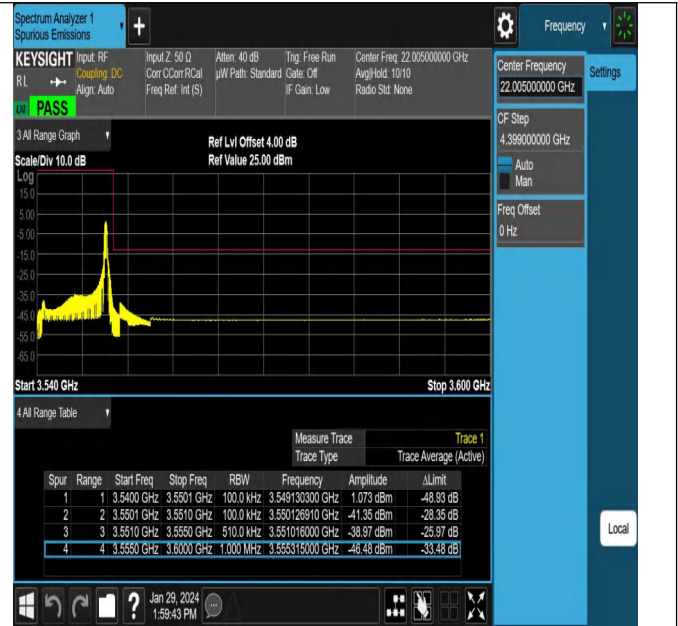 Spectrum Analyzer 1
Spurious Emissions
Frequency
KEYSIGHT Input: RF Input Z: 50 Ω Atten: 40 dB Trig: Free Run Center Freq: 22.005000000 GHz
RL Coupling: DC Corr CCorr RCal µW Path: Standard Gate: Off Avg|Hold: 10/10
Align: Auto Freq Ref: Int (S) IF Gain: Low Radio Std: None
LXI PASS
3 All Range Graph
Ref Lvl Offset 4.00 dB
Scale/Div 10.0 dB Ref Value 25.00 dBm
Log
15.0
5.00
-5.00
-15.0
-25.0
-35.0
-45.0
-55.0
-65.0
Start 3.540 GHz Stop 3.600 GHz
4 All Range Table
Measure Trace Trace 1
Trace Type Trace Average (Active)
Spur Range Start Freq Stop Freq RBW Frequency Amplitude ΔLimit
1 1 3.5400 GHz 3.5501 GHz 100.0 kHz 3.549130300 GHz 1.073 dBm -48.93 dB
2 2 3.5501 GHz 3.5510 GHz 100.0 kHz 3.550126910 GHz -41.35 dBm -28.35 dB
3 3 3.5510 GHz 3.5550 GHz 510.0 kHz 3.551016000 GHz -38.97 dBm -25.97 dB
4 4 3.5550 GHz 3.6000 GHz 1.000 MHz 3.555315000 GHz -46.48 dBm -33.48 dB
Center Frequency
22.005000000 GHz
Settings
CF Step
4.399000000 GHz
Auto
Man
Freq Offset
0 Hz
Local
? Jan 29, 2024
1:59:43 PM